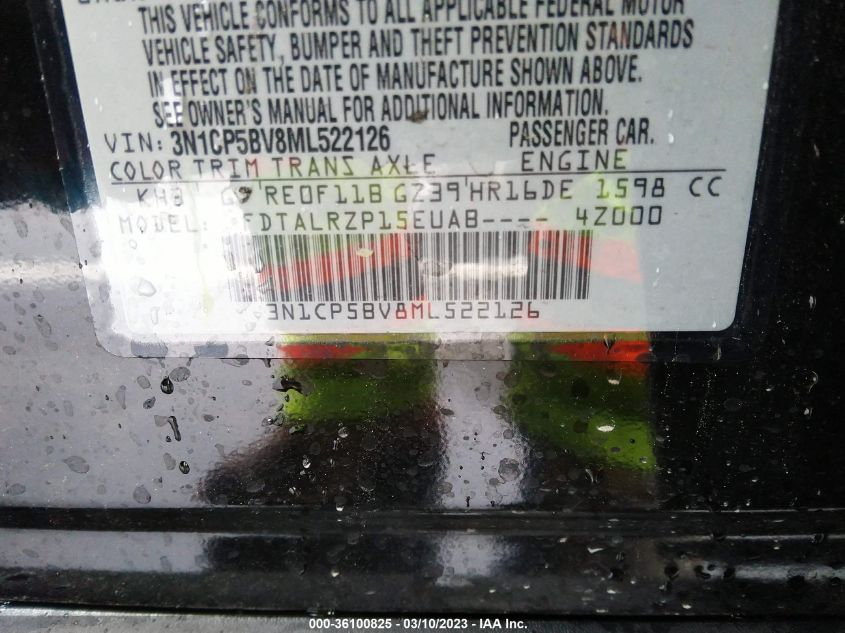 THIS VEHICLE CONFORMS TO ALL APPLICABLE FEDERAL MOTOR
VEHICLE SAFETY, BUMPER AND THEFT PREVENTION STANDARDS
IN EFFECT ON THE DATE OF MANUFACTURE SHOWN ABOVE.
SEE OWNER'S MANUAL FOR ADDITIONAL INFORMATION.
VIN: 3N1CP5BV8ML522126 PASSENGER CAR.
COLOR TRIM TRANS AXLE ENGINE
KH3 G RE0F11B GZ39 HR16DE 1598 CC
MODEL: FDTALRZP15EUAB---- 4Z000
3N1CP5BV8ML522126
000-36100825 - 03/10/2023 - IAA Inc.